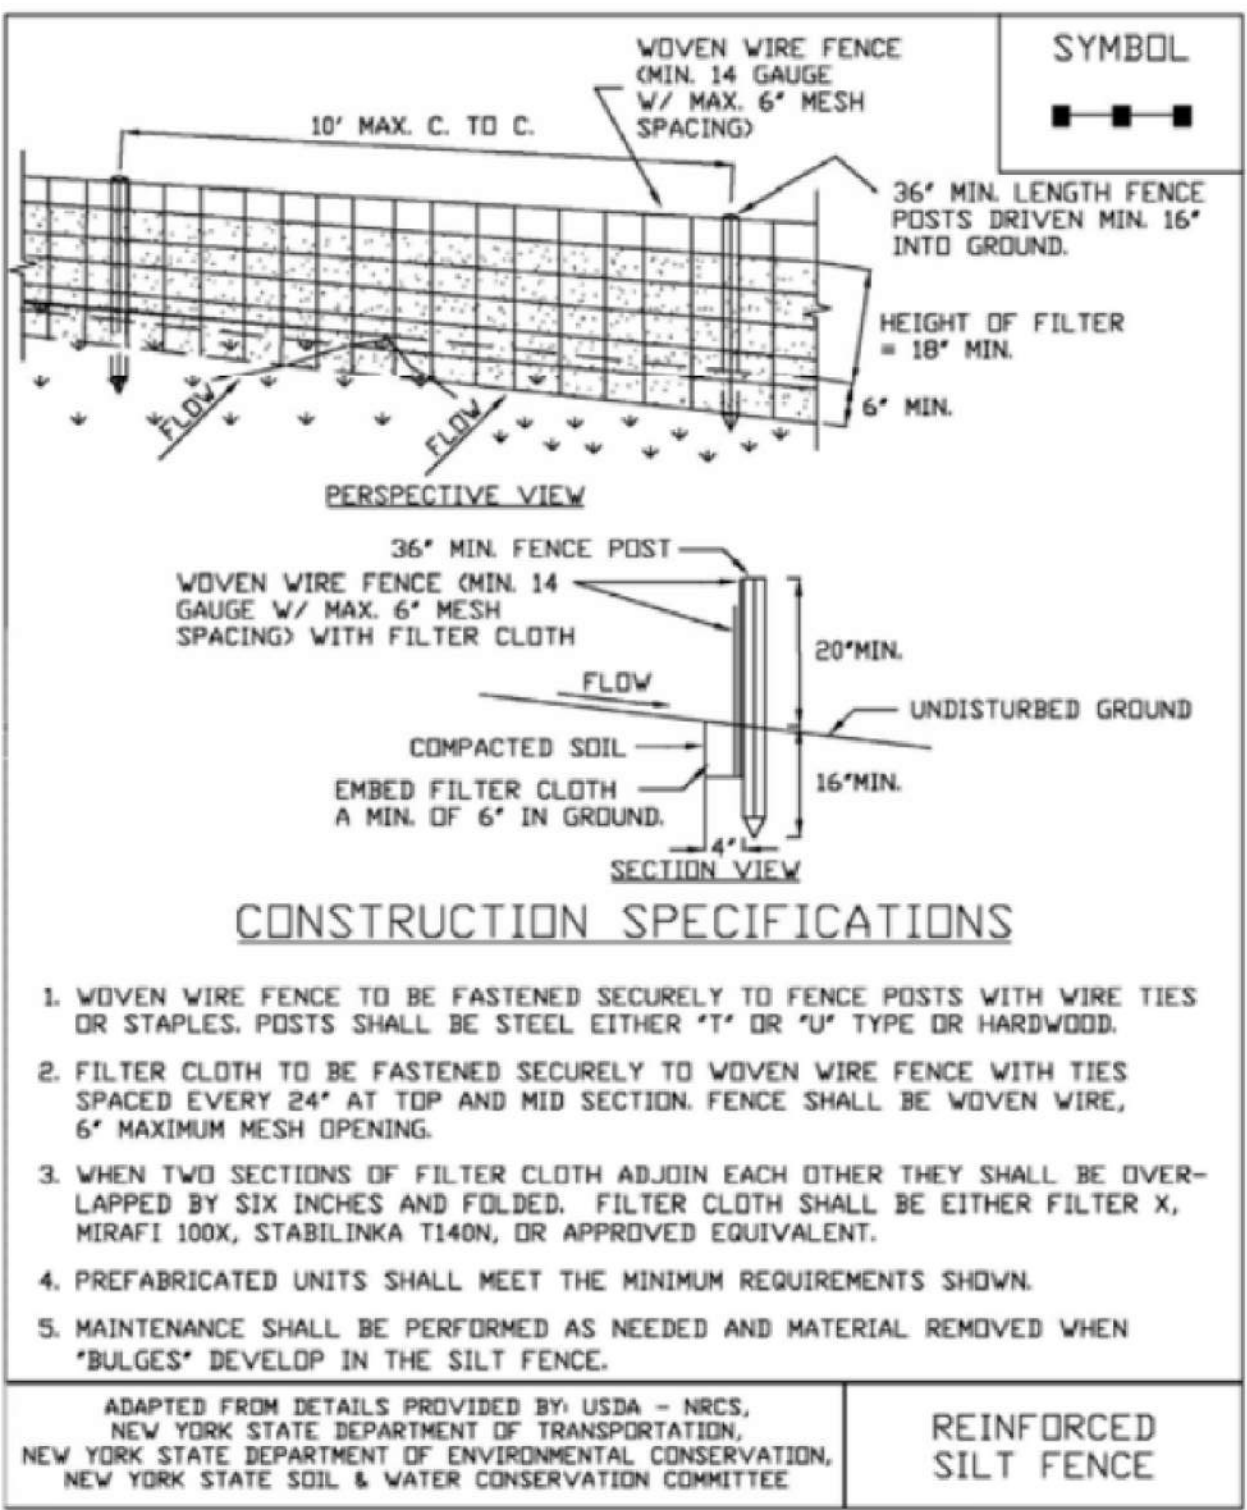 WOVEN WIRE FENCE
(MIN. 14 GAUGE
W/ MAX. 6" MESH
SPACING)
SYMBOL
10' MAX. C. TO C.
36" MIN. LENGTH FENCE
POSTS DRIVEN MIN. 16"
INTO GROUND.
HEIGHT OF FILTER
= 18" MIN.
6" MIN.
FLOW
FLOW
PERSPECTIVE VIEW
36" MIN. FENCE POST
WOVEN WIRE FENCE (MIN. 14
GAUGE W/ MAX. 6" MESH
SPACING) WITH FILTER CLOTH
20"MIN.
FLOW
UNDISTURBED GROUND
COMPACTED SOIL
EMBED FILTER CLOTH
A MIN. OF 6" IN GROUND.
16"MIN.
4"
SECTION VIEW
CONSTRUCTION SPECIFICATIONS
1. WOVEN WIRE FENCE TO BE FASTENED SECURELY TO FENCE POSTS WITH WIRE TIES
OR STAPLES. POSTS SHALL BE STEEL EITHER "T" OR "U" TYPE OR HARDWOOD.
2. FILTER CLOTH TO BE FASTENED SECURELY TO WOVEN WIRE FENCE WITH TIES
SPACED EVERY 24" AT TOP AND MID SECTION. FENCE SHALL BE WOVEN WIRE,
6" MAXIMUM MESH OPENING.
3. WHEN TWO SECTIONS OF FILTER CLOTH ADJOIN EACH OTHER THEY SHALL BE OVER-
LAPPED BY SIX INCHES AND FOLDED. FILTER CLOTH SHALL BE EITHER FILTER X,
MIRAFI 100X, STABILINKA T140N, OR APPROVED EQUIVALENT.
4. PREFABRICATED UNITS SHALL MEET THE MINIMUM REQUIREMENTS SHOWN.
5. MAINTENANCE SHALL BE PERFORMED AS NEEDED AND MATERIAL REMOVED WHEN
"BULGES" DEVELOP IN THE SILT FENCE.
ADAPTED FROM DETAILS PROVIDED BY: USDA - NRCS,
NEW YORK STATE DEPARTMENT OF TRANSPORTATION,
NEW YORK STATE DEPARTMENT OF ENVIRONMENTAL CONSERVATION,
NEW YORK STATE SOIL & WATER CONSERVATION COMMITTEE
REINFORCED
SILT FENCE